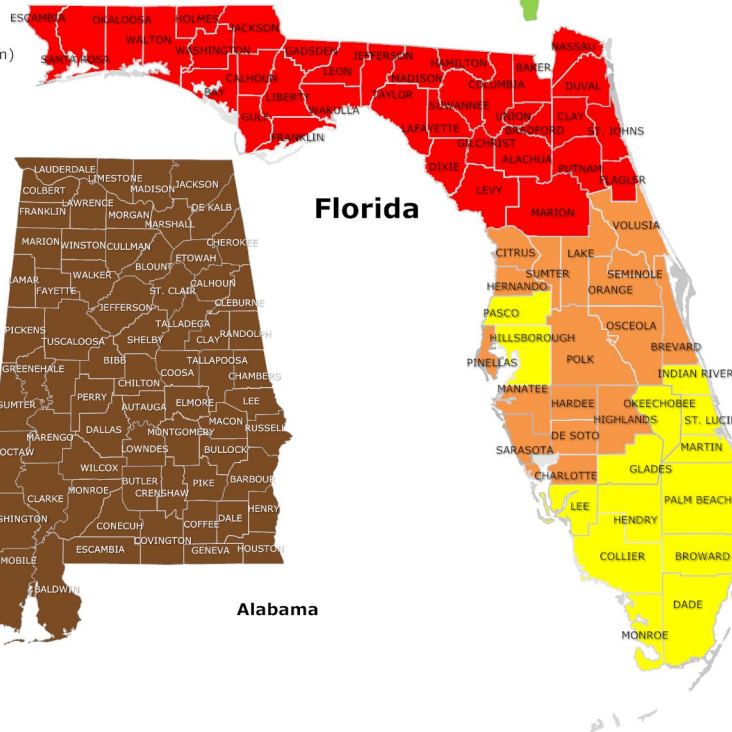 ESCAMBIA
OKALOOSA
HOLMES
JACKSON
WALTON
WASHINGTON
SANTA ROSA
BAY
CALHOUN
GULF
LIBERTY
GADSDEN
LEON
WAKULLA
FRANKLIN
JEFFERSON
MADISON
TAYLOR
HAMILTON
SUWANNEE
LAFAYETTE
COLUMBIA
BAKER
NASSAU
DUVAL
UNION
BRADFORD
CLAY
ST. JOHNS
GILCHRIST
DIXIE
ALACHUA
PUTNAM
FLAGLER
LEVY
MARION
Florida
VOLUSIA
CITRUS
SUMTER
LAKE
HERNANDO
SEMINOLE
ORANGE
PASCO
OSCEOLA
HILLSBOROUGH
BREVARD
PINELLAS
POLK
INDIAN RIVER
MANATEE
HARDEE
OKEECHOBEE
HIGHLANDS
ST. LUCI
DE SOTO
SARASOTA
MARTIN
CHARLOTTE
GLADES
LEE
HENDRY
PALM BEACH
COLLIER
BROWARD
DADE
MONROE
LAUDERDALE
LIMESTONE
MADISON
JACKSON
COLBERT
LAWRENCE
FRANKLIN
MORGAN
MARSHALL
DE KALB
MARION
WINSTON
CULLMAN
CHEROKEE
BLOUNT
ETOWAH
LAMAR
FAYETTE
WALKER
ST. CLAIR
CALHOUN
JEFFERSON
CLEBURNE
PICKENS
TUSCALOOSA
SHELBY
TALLADEGA
CLAY
RANDOLPH
BIBB
GREENE
HALE
COOSA
TALLAPOOSA
CHAMBERS
CHILTON
SUMTER
PERRY
AUTAUGA
ELMORE
LEE
MARENGO
DALLAS
MONTGOMERY
MACON
RUSSELL
LOWNDES
BULLOCK
OCTAW
WILCOX
BUTLER
CRENSHAW
PIKE
BARBOUR
CLARKE
MONROE
SHINGTON
CONECUH
COVINGTON
COFFEE
DALE
HENRY
ESCAMBIA
GENEVA
HOUSTON
MOBILE
BALDWIN
Alabama
m)